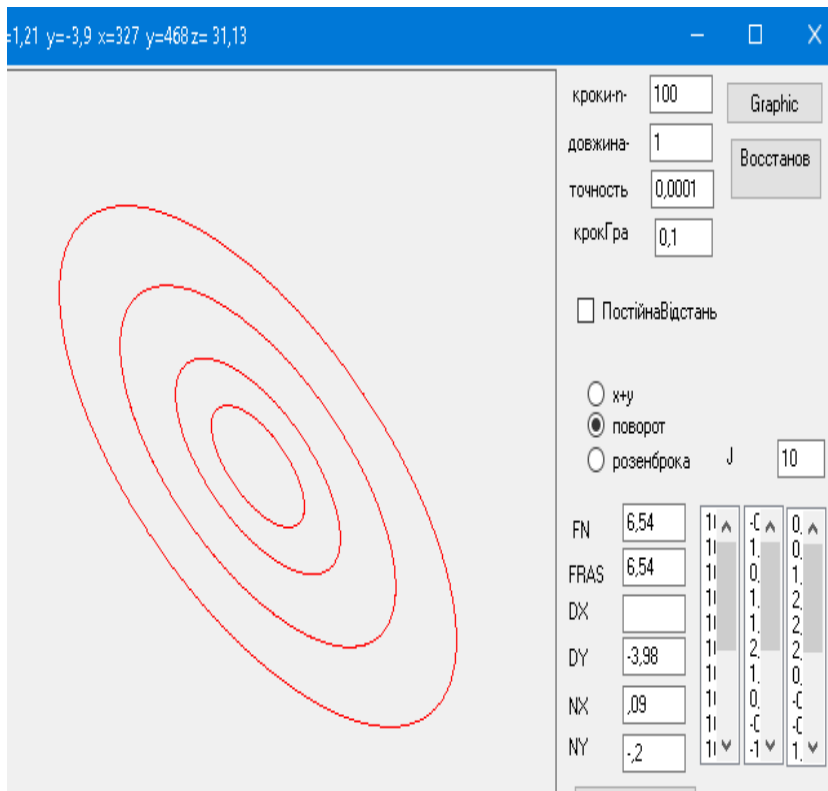 =1,21 y=-3,9 x=327 y=468 z= 31,13
кроки-n- 100 Graphic
довжина- 1 Восстанов
точность 0,0001
крокГра 0,1
ПостійнаВідстань
x+y
поворот
розенброка J 10
FN 6,54
FRAS 6,54
DX
DY -3,98
NX ,09
NY -,2